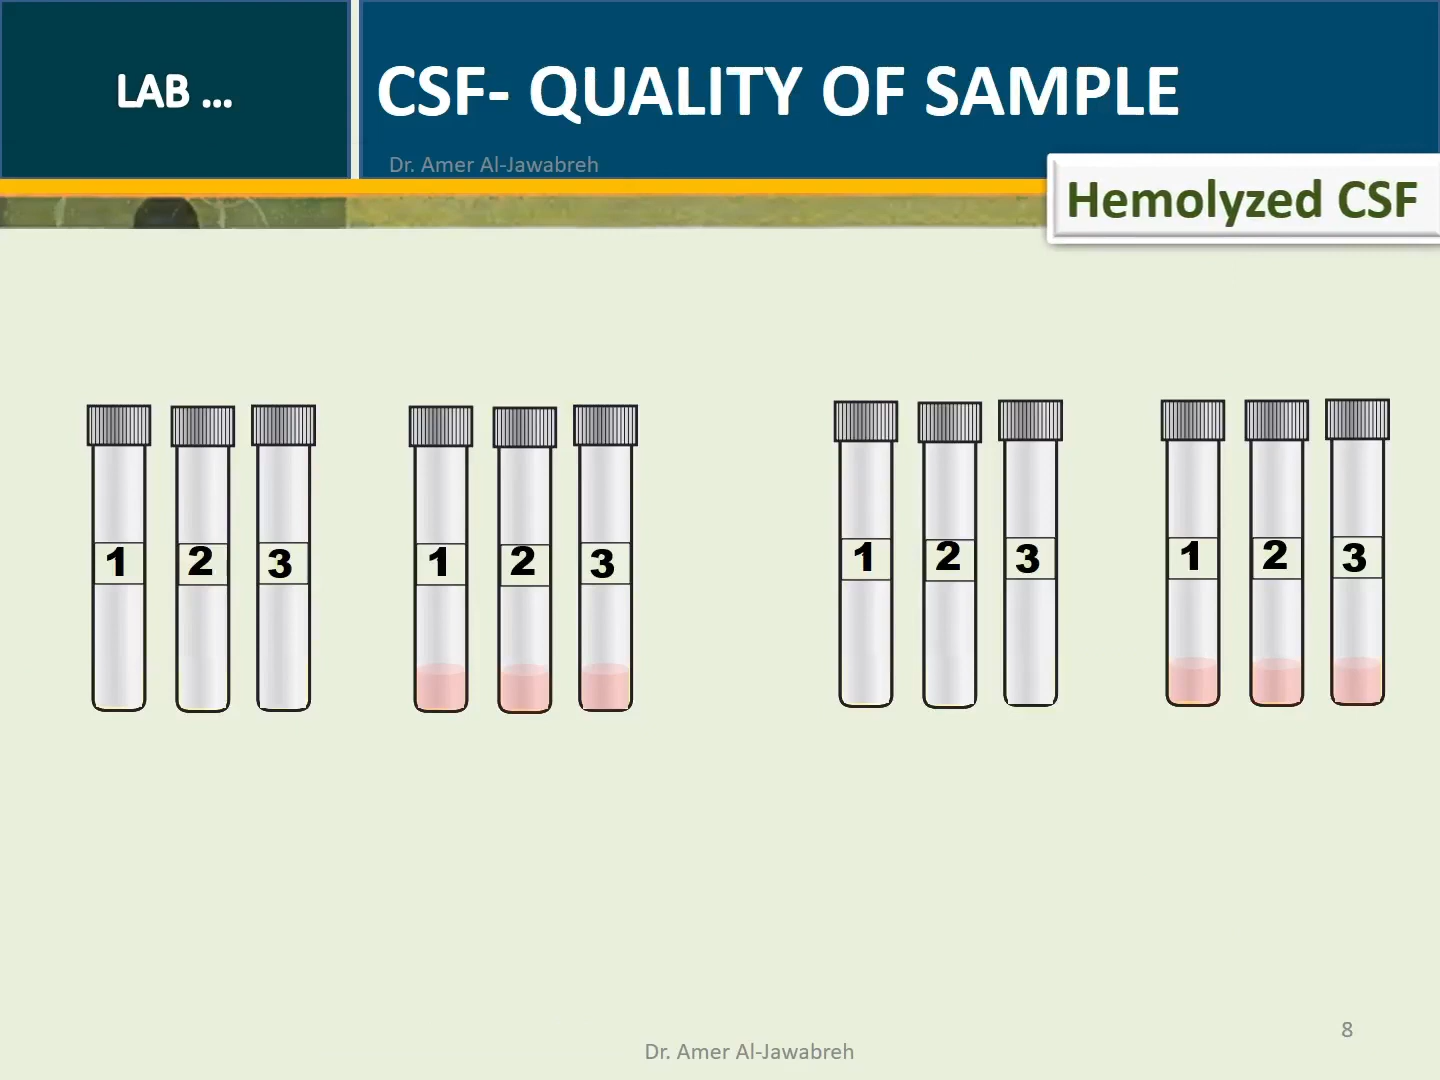 LAB ...
CSF- QUALITY OF SAMPLE
Dr. Amer Al-Jawabreh
Hemolyzed CSF
1 2 3 1 2 3 1 2 3 1 2 3
8
Dr. Amer Al-Jawabreh